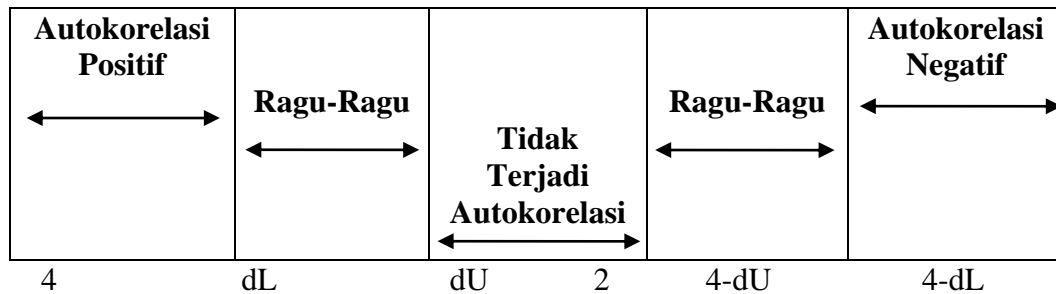 Autokorelasi
Positif
Ragu-Ragu
Tidak
Terjadi
Autokorelasi
Ragu-Ragu
Autokorelasi
Negatif
4 dL dU 2 4-dU 4-dL